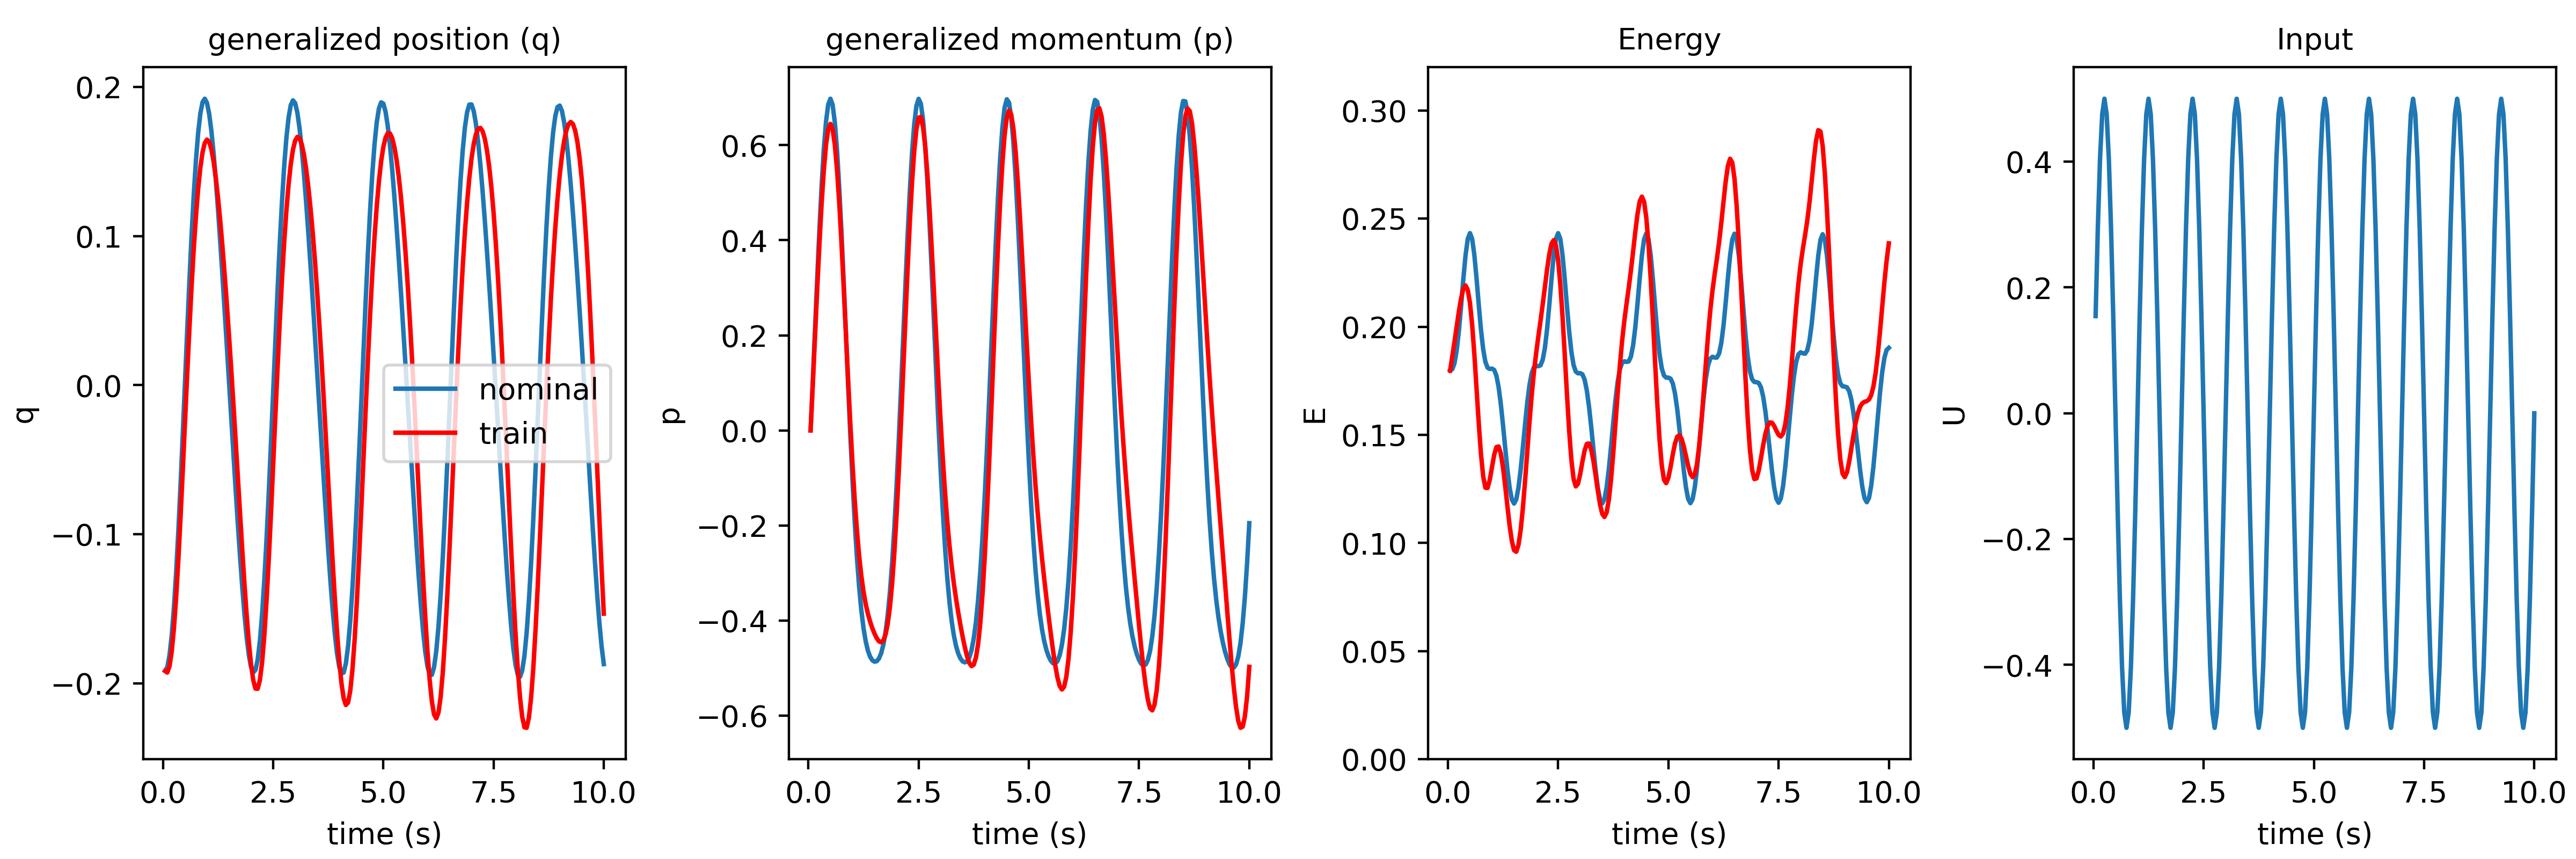 generalized position (q)
q
0.2
0.1
0.0
−0.1
−0.2
nominal
train
0.0 2.5 5.0 7.5 10.0
time (s)
generalized momentum (p)
p
0.6
0.4
0.2
0.0
−0.2
−0.4
−0.6
0.0 2.5 5.0 7.5 10.0
time (s)
Energy
E
0.30
0.25
0.20
0.15
0.10
0.05
0.00
0.0 2.5 5.0 7.5 10.0
time (s)
Input
U
0.4
0.2
0.0
−0.2
−0.4
0.0 2.5 5.0 7.5 10.0
time (s)